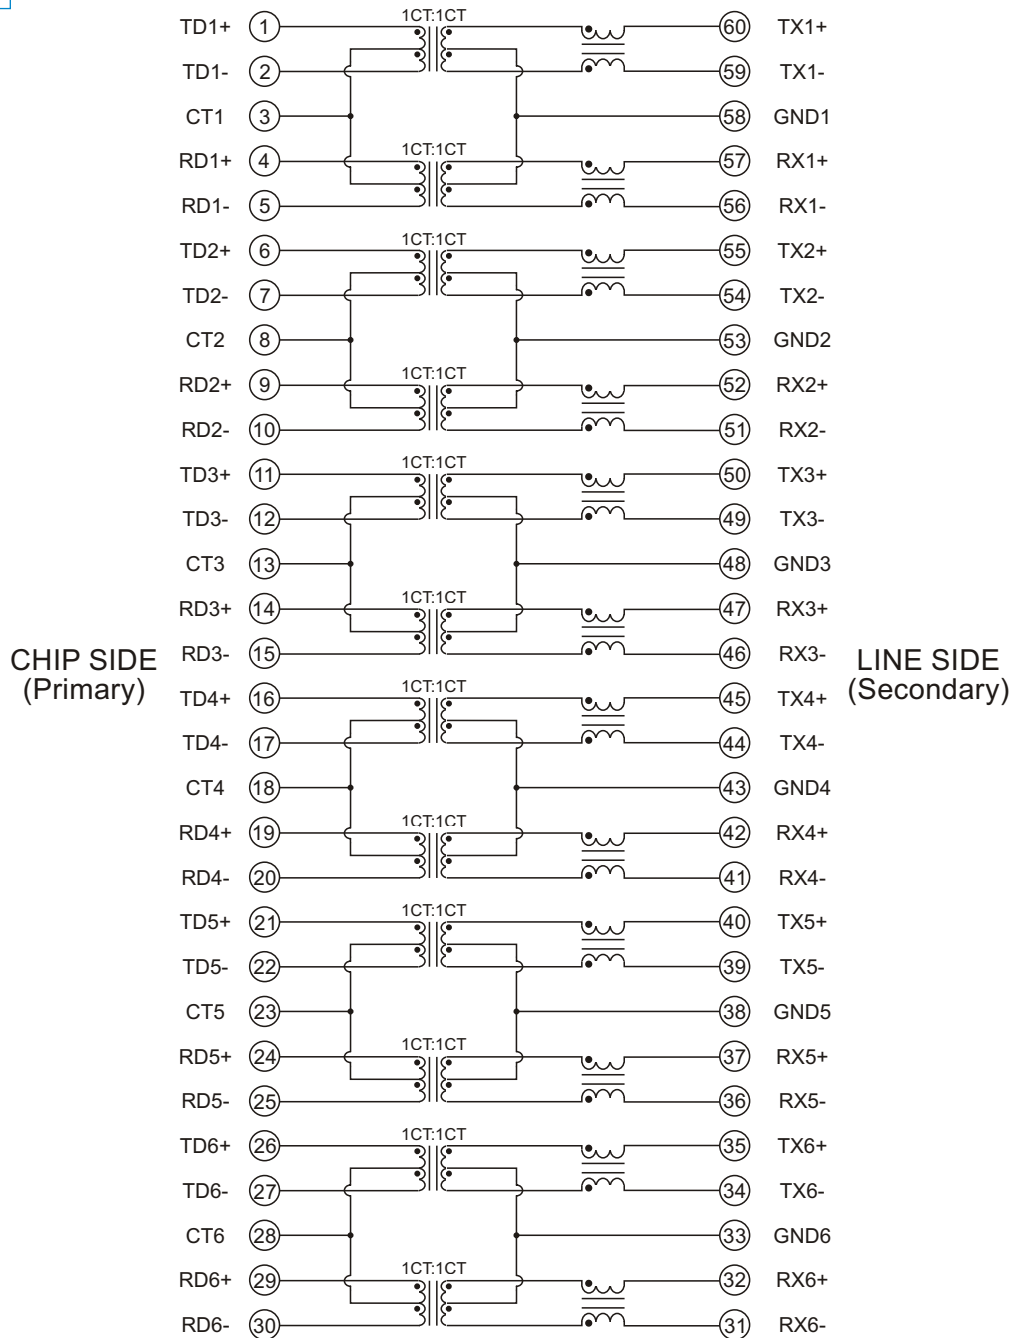 1CT:1CT
TD1+ 1 60 TX1+
TD1- 2 59 TX1-
CT1 3 58 GND1
1CT:1CT
RD1+ 4 57 RX1+
RD1- 5 56 RX1-
1CT:1CT
TD2+ 6 55 TX2+
TD2- 7 54 TX2-
CT2 8 53 GND2
1CT:1CT
RD2+ 9 52 RX2+
RD2- 10 51 RX2-
1CT:1CT
TD3+ 11 50 TX3+
TD3- 12 49 TX3-
CT3 13 48 GND3
1CT:1CT
RD3+ 14 47 RX3+
RD3- 15 46 RX3-
CHIP SIDE
(Primary)
LINE SIDE
(Secondary)
1CT:1CT
TD4+ 16 45 TX4+
TD4- 17 44 TX4-
CT4 18 43 GND4
1CT:1CT
RD4+ 19 42 RX4+
RD4- 20 41 RX4-
1CT:1CT
TD5+ 21 40 TX5+
TD5- 22 39 TX5-
CT5 23 38 GND5
1CT:1CT
RD5+ 24 37 RX5+
RD5- 25 36 RX5-
1CT:1CT
TD6+ 26 35 TX6+
TD6- 27 34 TX6-
CT6 28 33 GND6
1CT:1CT
RD6+ 29 32 RX6+
RD6- 30 31 RX6-